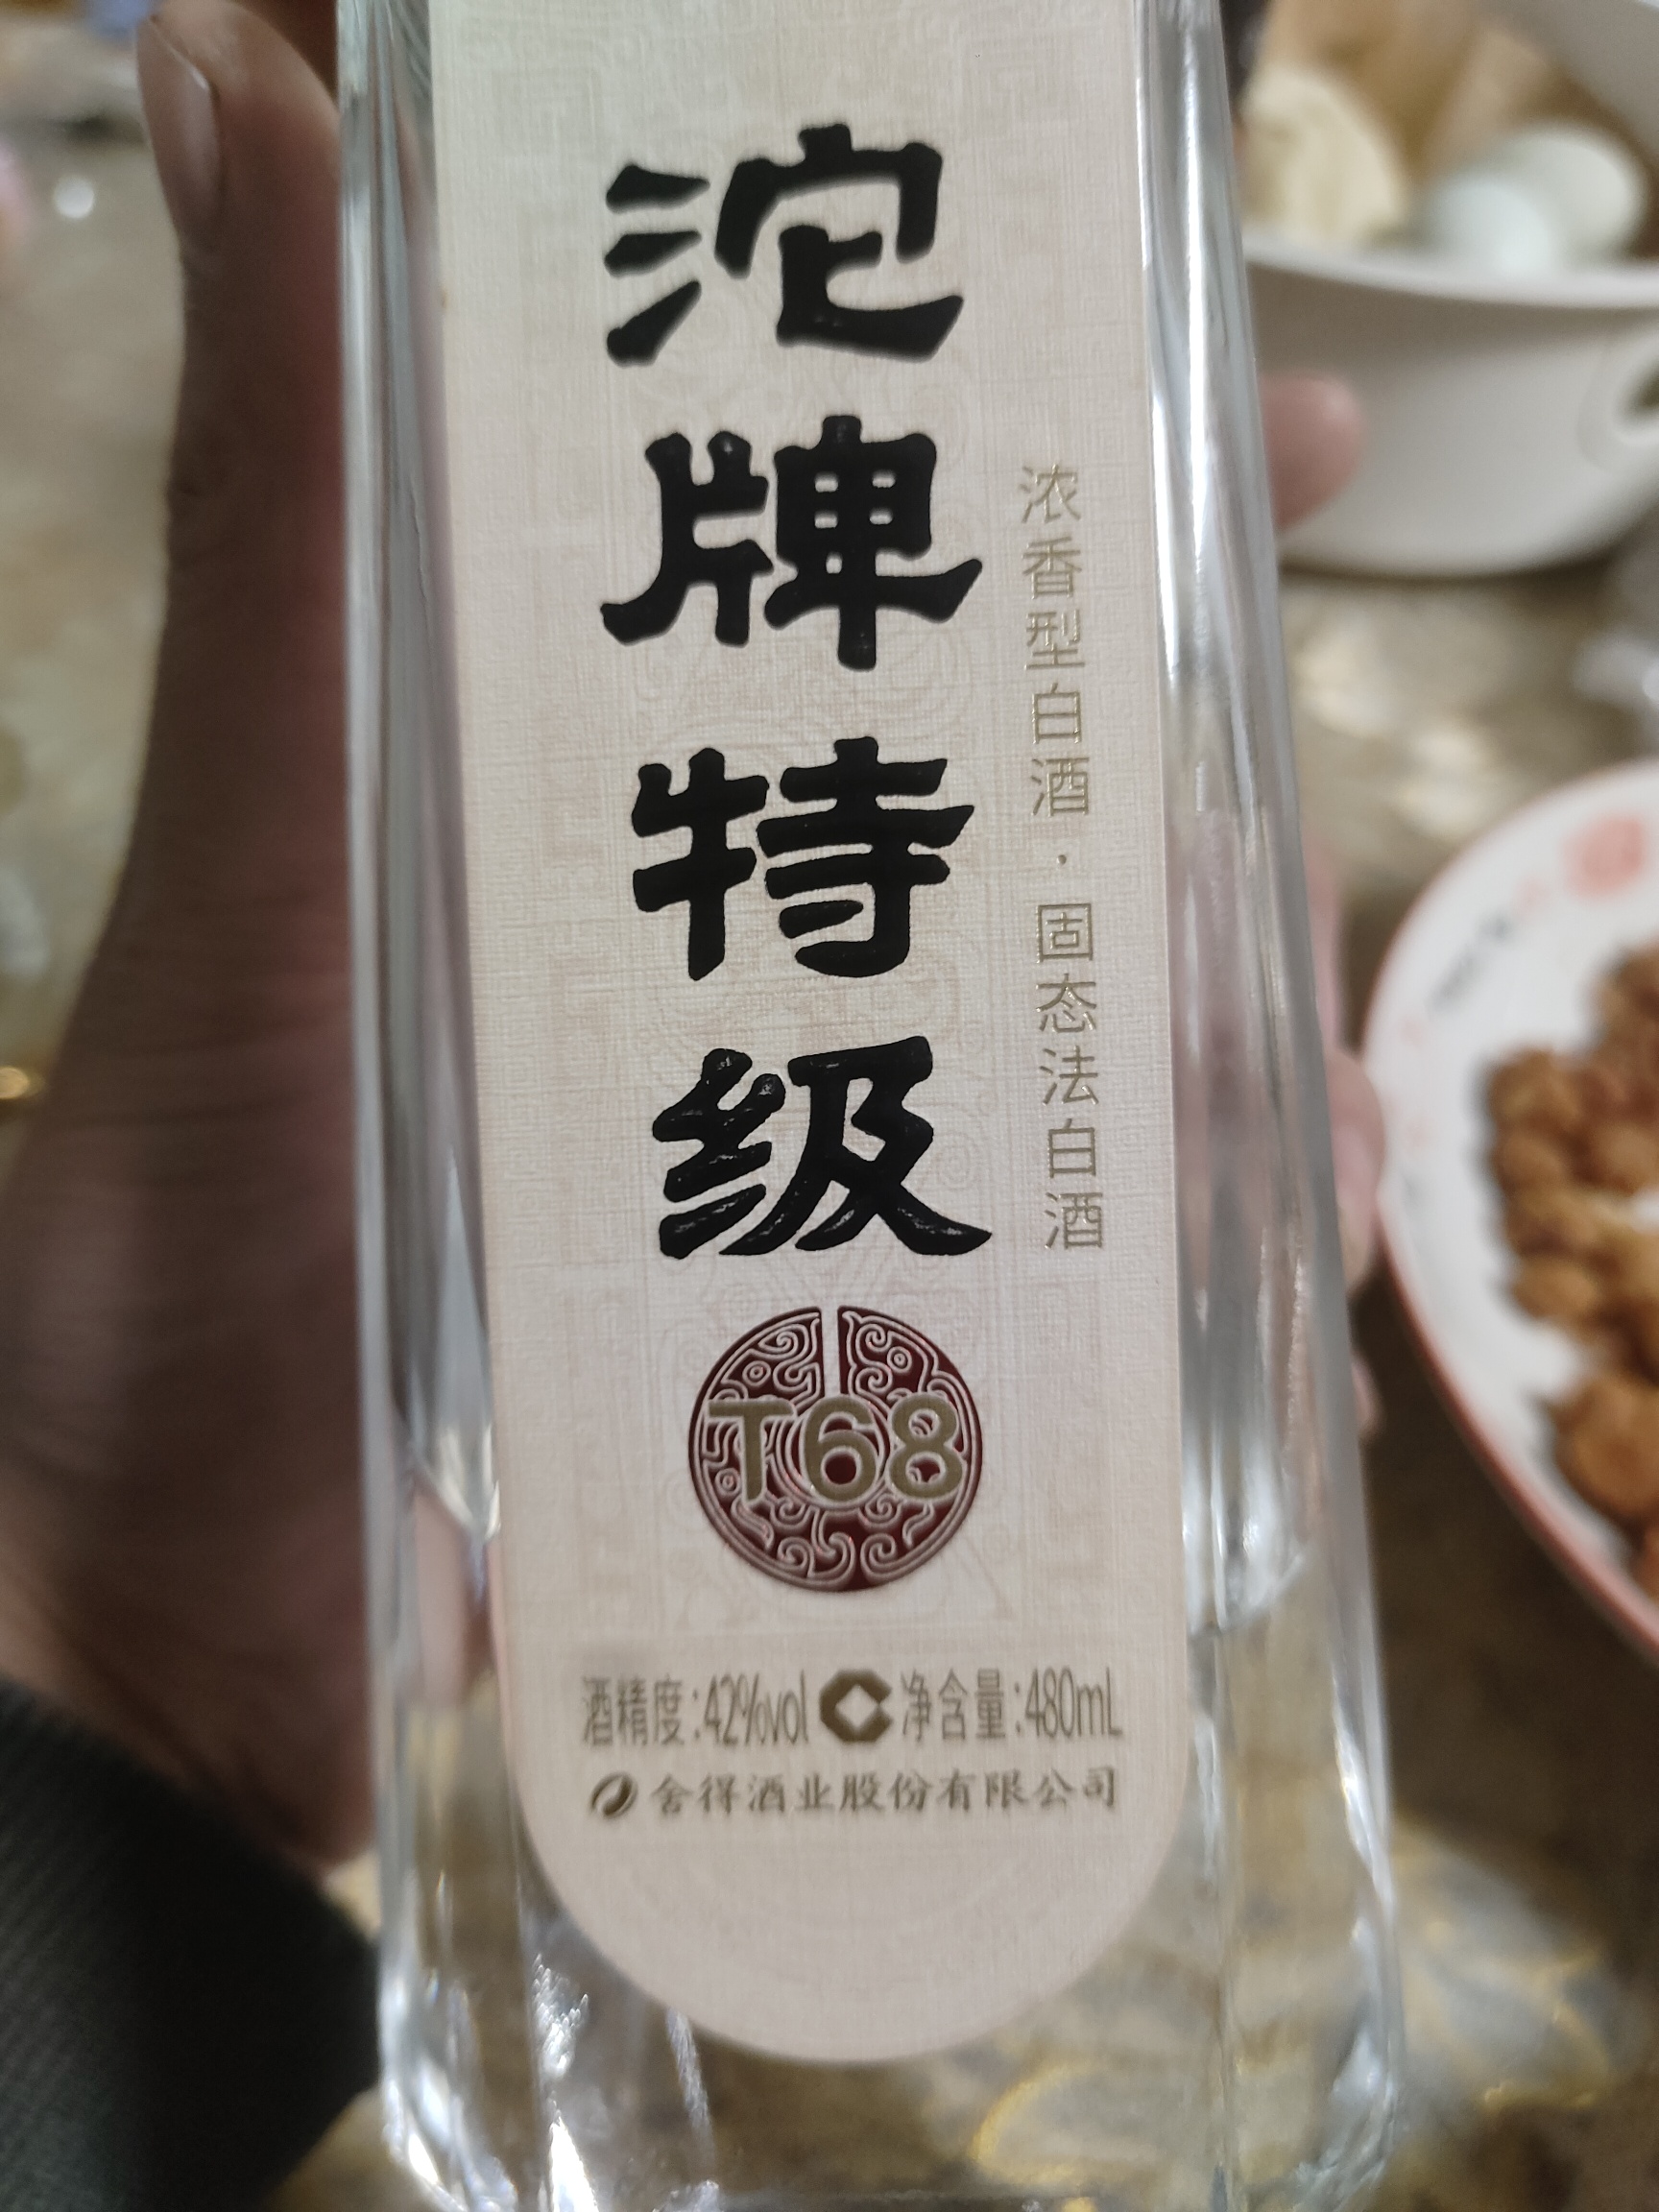 沱牌特级
浓香型白酒·固态法白酒
T68
酒精度:42%vol 净含量:480mL
舍得酒业股份有限公司